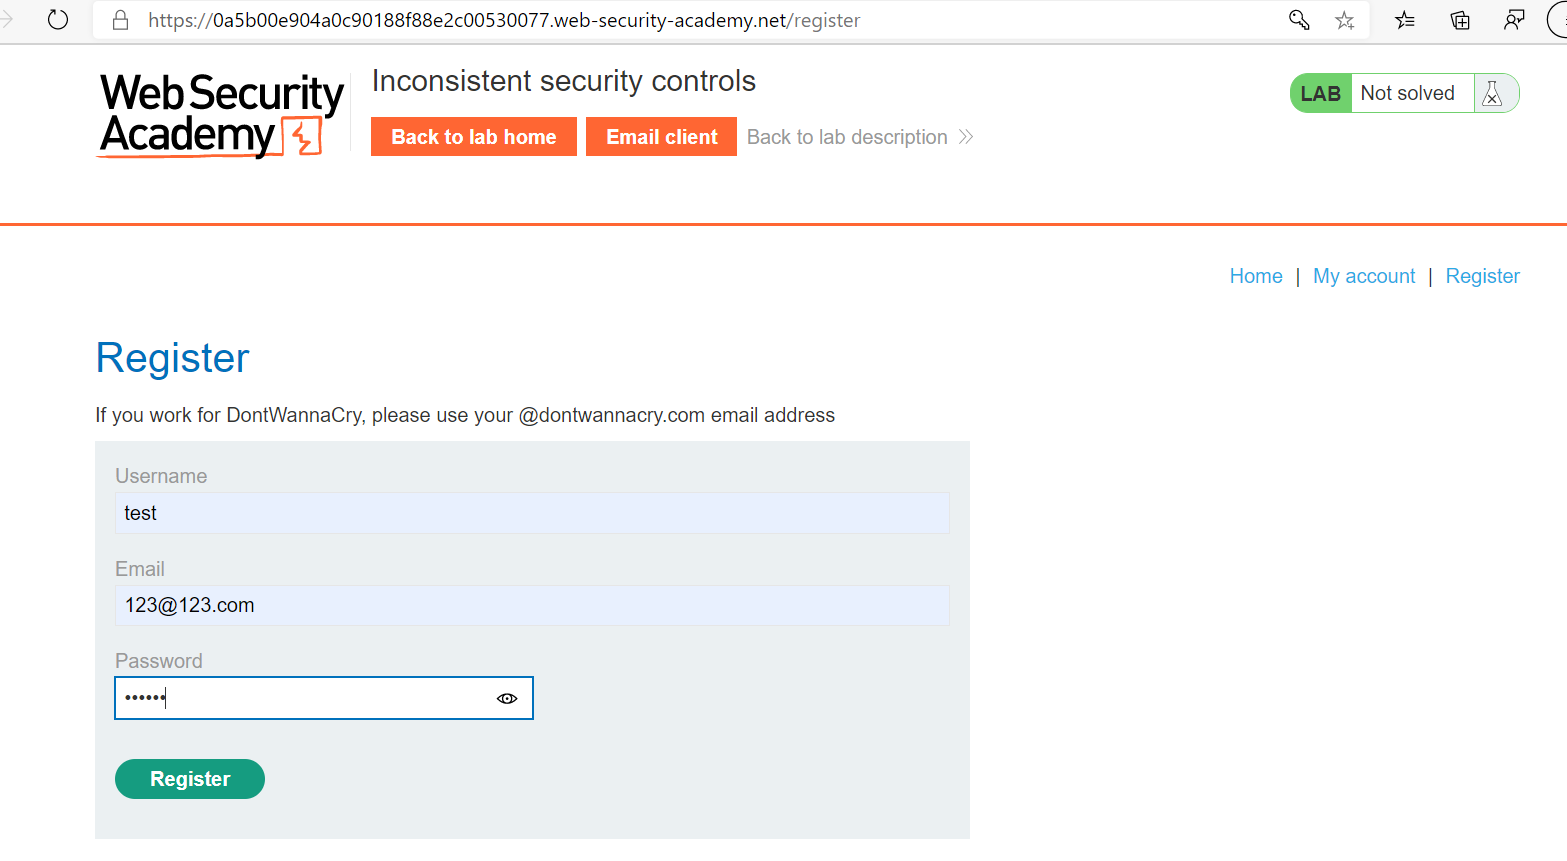 https://0a5b00e904a0c90188f88e2c00530077.web-security-academy.net/register
Web Security
Academy
Inconsistent security controls
Back to lab home Email client Back to lab description
LAB Not solved
Home | My account | Register
Register
If you work for DontWannaCry, please use your @dontwannacry.com email address
Username
test
Email
123@123.com
Password
••••••
Register